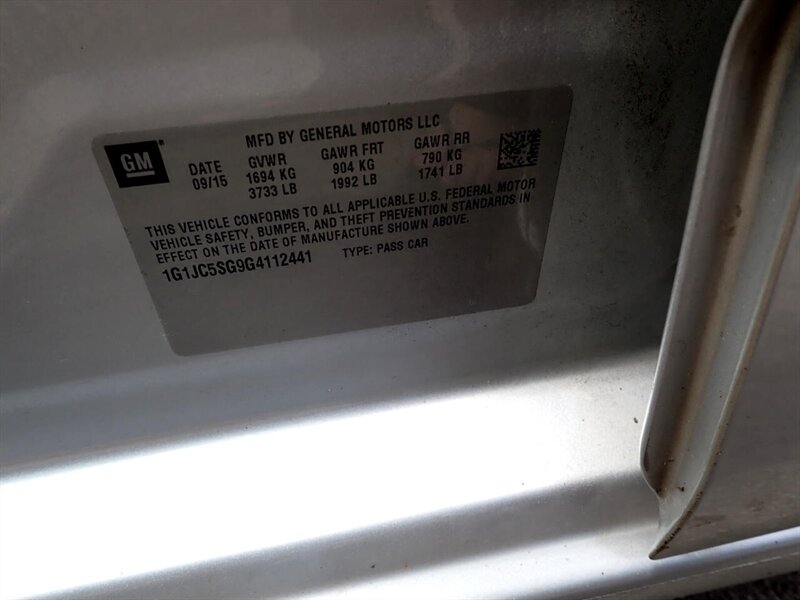 MFD BY GENERAL MOTORS LLC
GM
DATE GVWR GAWR FRT GAWR RR
09/15 1694 KG 904 KG 790 KG
3733 LB 1992 LB 1741 LB
THIS VEHICLE CONFORMS TO ALL APPLICABLE U.S. FEDERAL MOTOR
VEHICLE SAFETY, BUMPER, AND THEFT PREVENTION STANDARDS IN
EFFECT ON THE DATE OF MANUFACTURE SHOWN ABOVE.
1G1JC5SG9G4112441 TYPE: PASS CAR